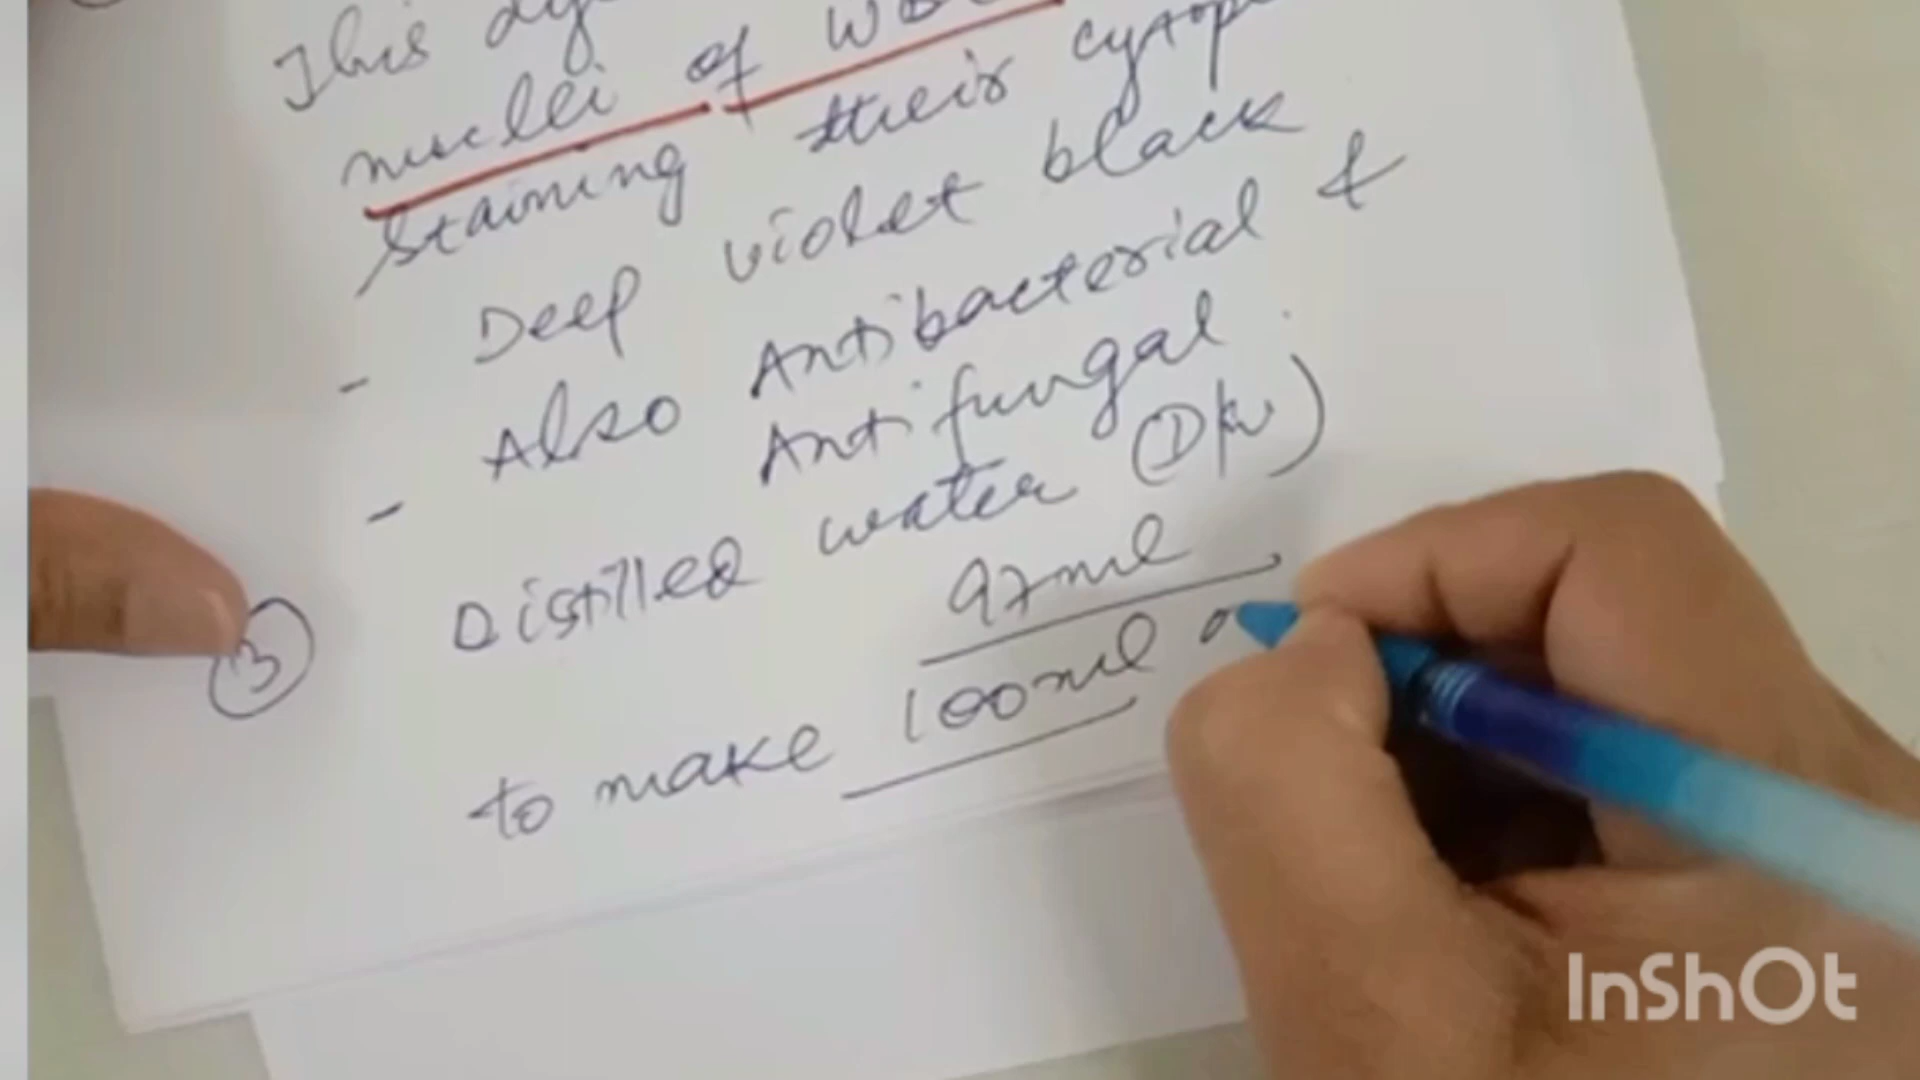 This
nuclei of WBC
staining their cytop
- Deep violet black
- Also Antibacterial &
Antifungal
③ Distilled water (D/W)
97ml
to make 100ml o
InShOt